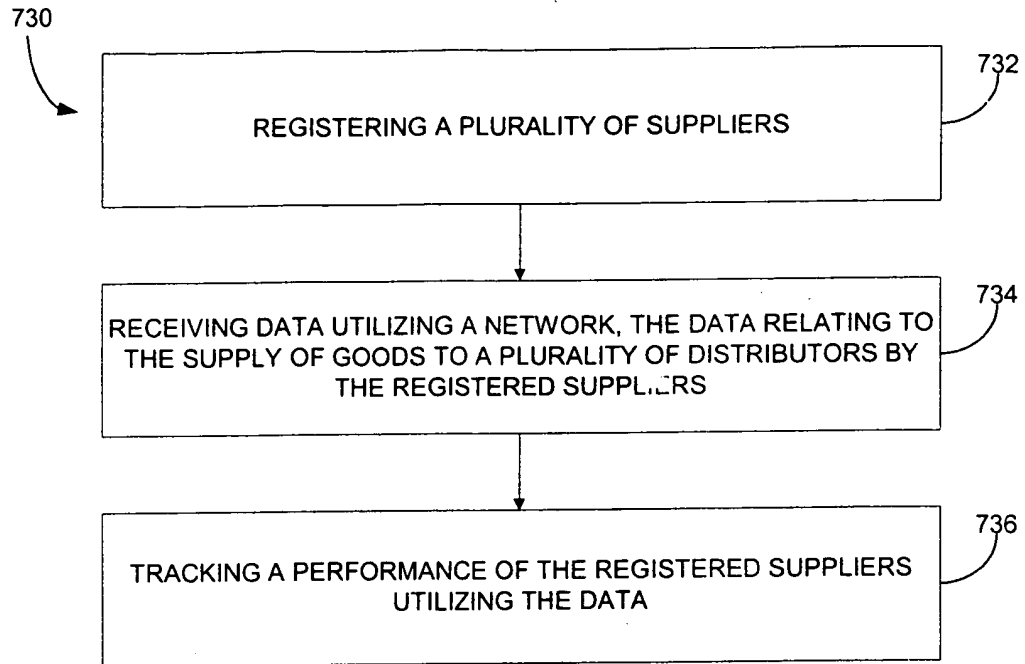 730
732
REGISTERING A PLURALITY OF SUPPLIERS
734
RECEIVING DATA UTILIZING A NETWORK, THE DATA RELATING TO
THE SUPPLY OF GOODS TO A PLURALITY OF DISTRIBUTORS BY
THE REGISTERED SUPPLIERS
736
TRACKING A PERFORMANCE OF THE REGISTERED SUPPLIERS
UTILIZING THE DATA